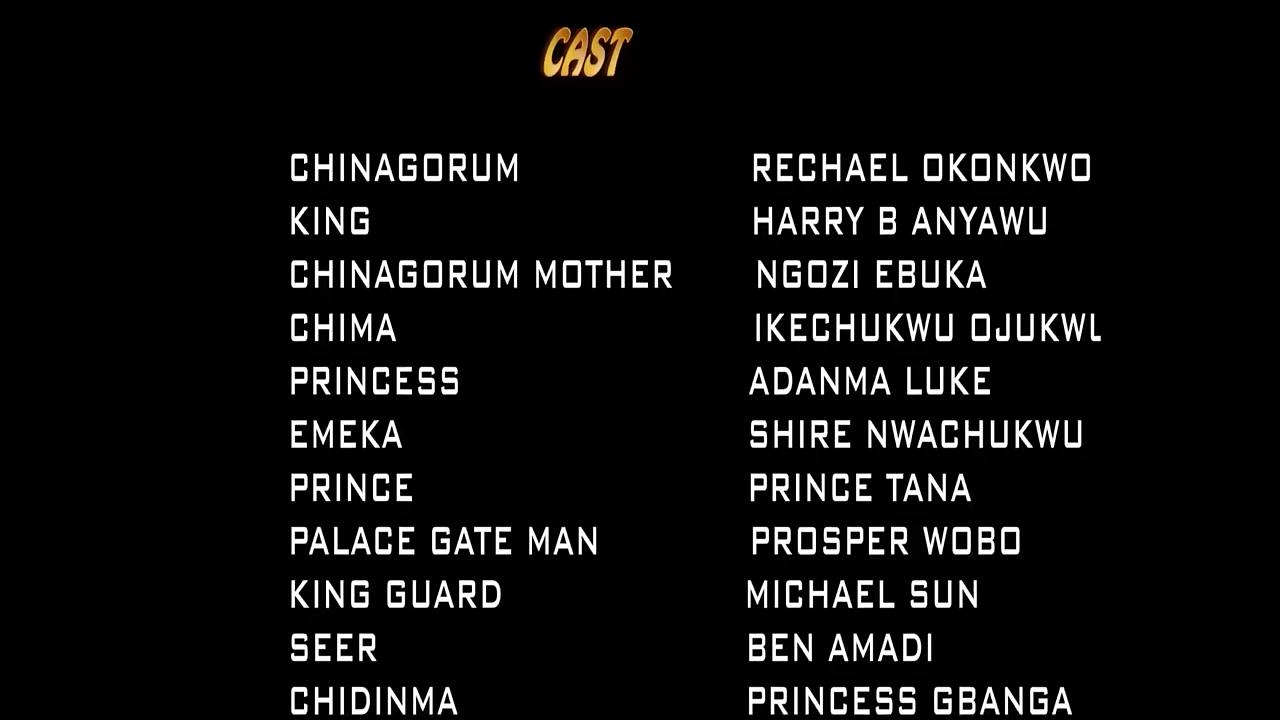 CAST
CHINAGORUM RECHAEL OKONKWO
KING HARRY B ANYAWU
CHINAGORUM MOTHER NGOZI EBUKA
CHIMA IKECHUKWU
PRINCESS ADANMA LUKE
EMEKA SHIRE NWACHUKWU
PRINCE PRINCE TANA
PALACE GATE MAN PROSPER WOBO
KING GUARD MICHAEL SUN
SEER BEN AMADI
CHIDINMA PRINCESS GBANGA